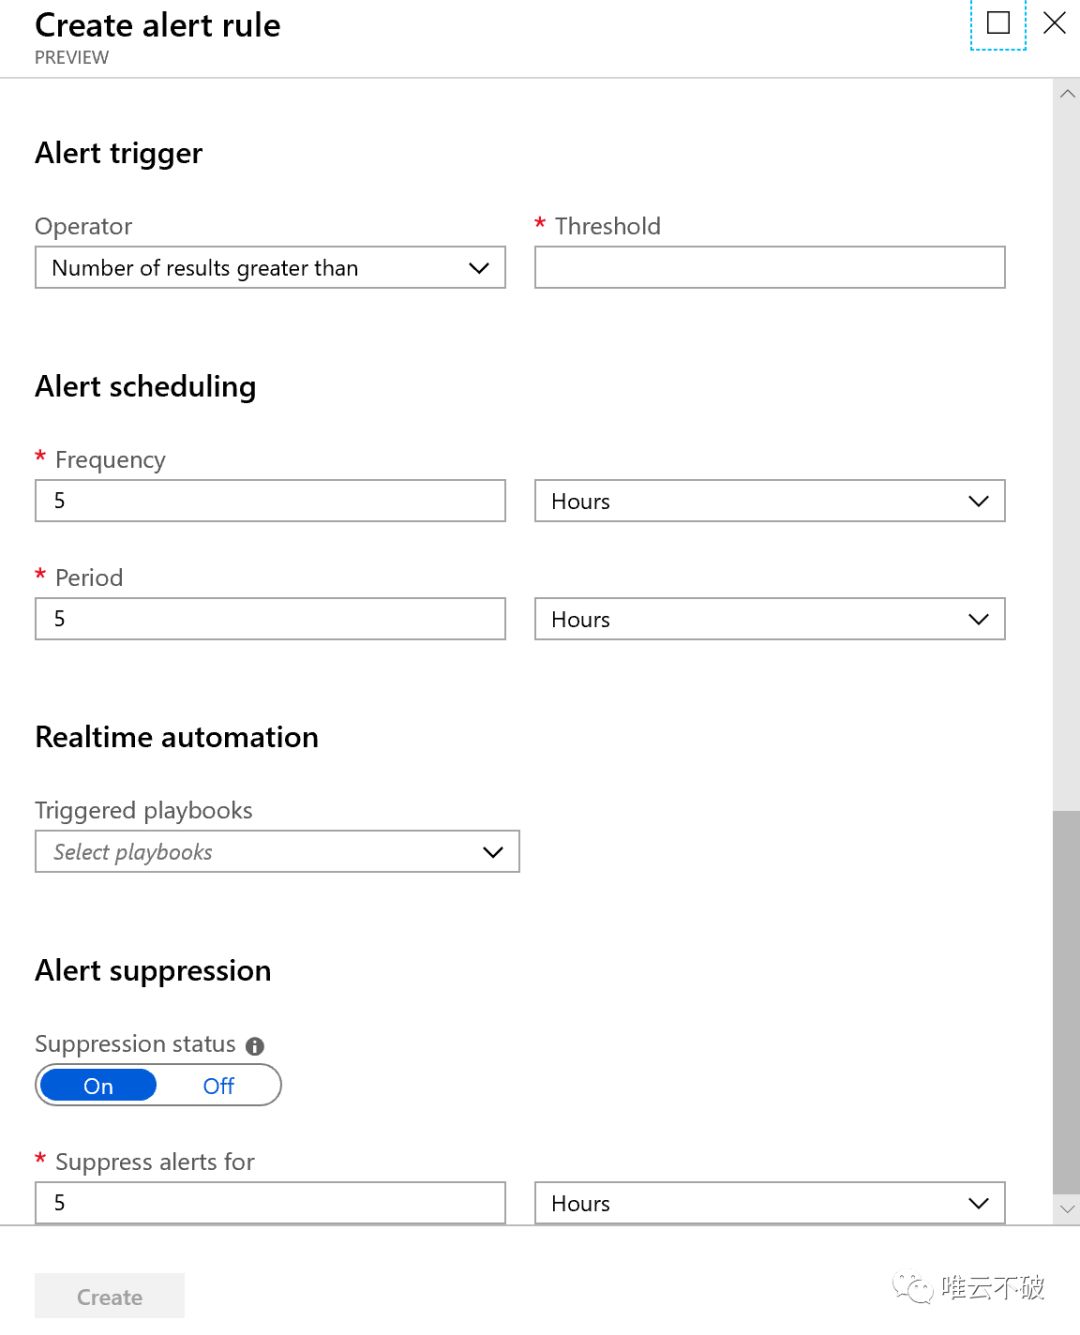 Create alert rule
PREVIEW
Alert trigger
Operator
* Threshold
Number of results greater than
Alert scheduling
* Frequency
5
Hours
* Period
5
Hours
Realtime automation
Triggered playbooks
Select playbooks
Alert suppression
Suppression status
On
Off
* Suppress alerts for
5
Hours
Create
唯云不破